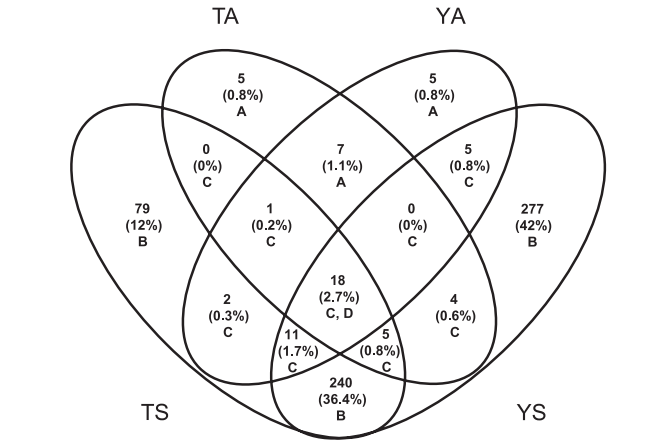 TA
YA
5
(0.8%)
A
5
(0.8%)
A
0
(0%)
C
7
(1.1%)
A
5
(0.8%)
C
79
(12%)
B
1
(0.2%)
C
0
(0%)
C
277
(42%)
B
2
(0.3%)
C
18
(2.7%)
C, D
4
(0.6%)
C
11
(1.7%)
C
5
(0.8%)
C
240
(36.4%)
B
TS
YS